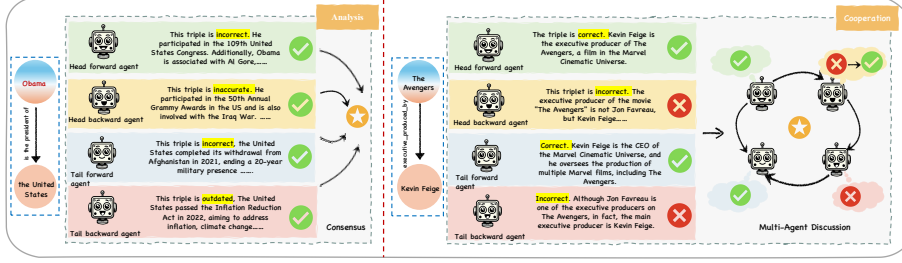 Analysis
Obama
is the president of
the United
States
This triple is incorrect. He
participated in the 109th United
States Congress. Additionally, Obama
is associated with Al Gore,......
Head forward agent
This triple is inaccurate. He
participated in the 50th Annual
Grammy Awards in the US and is also
involved with the Iraq War. ......
Head backward agent
This triple is incorrect, the United
States completed its withdrawal from
Afghanistan in 2021, ending a 20-year
military presence .......
Tail forward
agent
This triple is outdated, The United
States passed the Inflation Reduction
Act in 2022, aiming to address
inflation, climate change......
Tail backward agent
Consensus
Cooperation
The
Avengers
executive_produced_by
Kevin Feige
The triple is correct. Kevin Feige is
the executive producer of The
Avengers, a film in the Marvel
Cinematic Universe.
Head forward agent
This triplet is incorrect. The
executive producer of the movie
"The Avengers" is not Jon Favreau,
but Kevin Feige......
Head backward agent
Correct. Kevin Feige is the CEO of
the Marvel Cinematic Universe, and
he oversees the production of
multiple Marvel films, including The
Avengers.
Tail forward
agent
Incorrect. Although Jon Favreau is
one of the executive producers on
The Avengers, in fact, the main
executive producer is Kevin Feige.
Tail backward agent
Multi-Agent Discussion